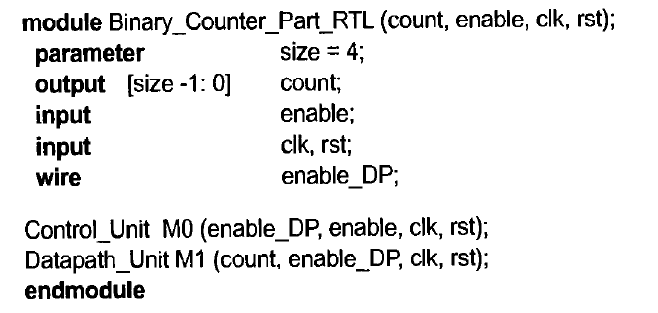 module Binary_Counter_Part_RTL (count, enable, clk, rst);
parameter size = 4;
output [size -1: 0] count;
input enable;
input clk, rst;
wire enable_DP;
Control_Unit M0 (enable_DP, enable, clk, rst);
Datapath_Unit M1 (count, enable_DP, clk, rst);
endmodule